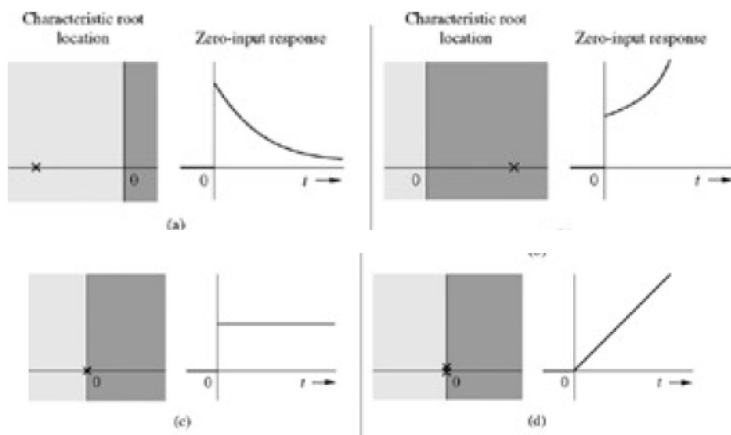 Characteristic root
location
Zero-input response
0
0
t
(a)
Characteristic root
location
Zero-input response
0
0
t
0
0
t
(c)
0
0
t
(d)